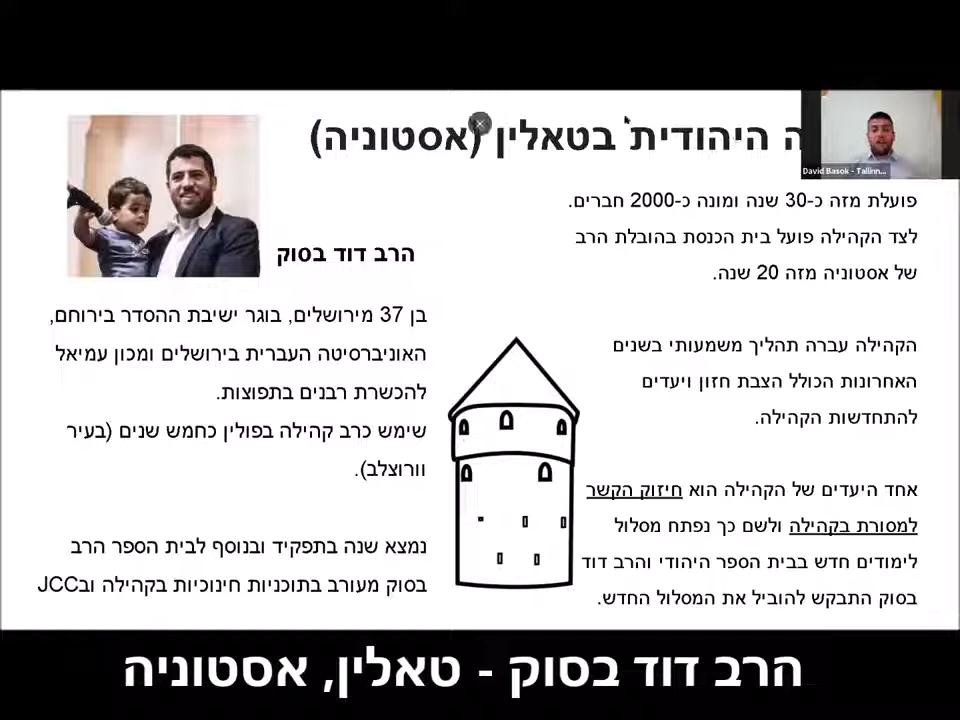 ה היהודית בטאלין (אסטוניה)
David Basok - Tallinn...
פועלת מזה כ-30 שנה ומונה כ-2000 חברים.
לצד הקהילה פועל בית הכנסת בהובלת הרב
של אסטוניה מזה 20 שנה.
הקהילה עברה תהליך משמעותי בשנים
האחרונות הכולל הצבת חזון ויעדים
להתחדשות הקהילה.
אחד היעדים של הקהילה הוא חיזוק הקשר
למסורת בקהילה ולשם כך נפתח מסלול
לימודים חדש בבית הספר היהודי והרב דוד
בסוק התבקש להוביל את המסלול החדש.
הרב דוד בסוק
בן 37 מירושלים, בוגר ישיבת ההסדר בירוחם,
האוניברסיטה העברית בירושלים ומכון עמיאל
להכשרת רבנים בתפוצות.
שימש כרב קהילה בפולין כחמש שנים (בעיר
וורוצלב).
נמצא שנה בתפקיד ובנוסף לבית הספר הרב
בסוק מעורב בתוכניות חינוכיות בקהילה ובJCC
הרב דוד בסוק - טאלין, אסטוניה